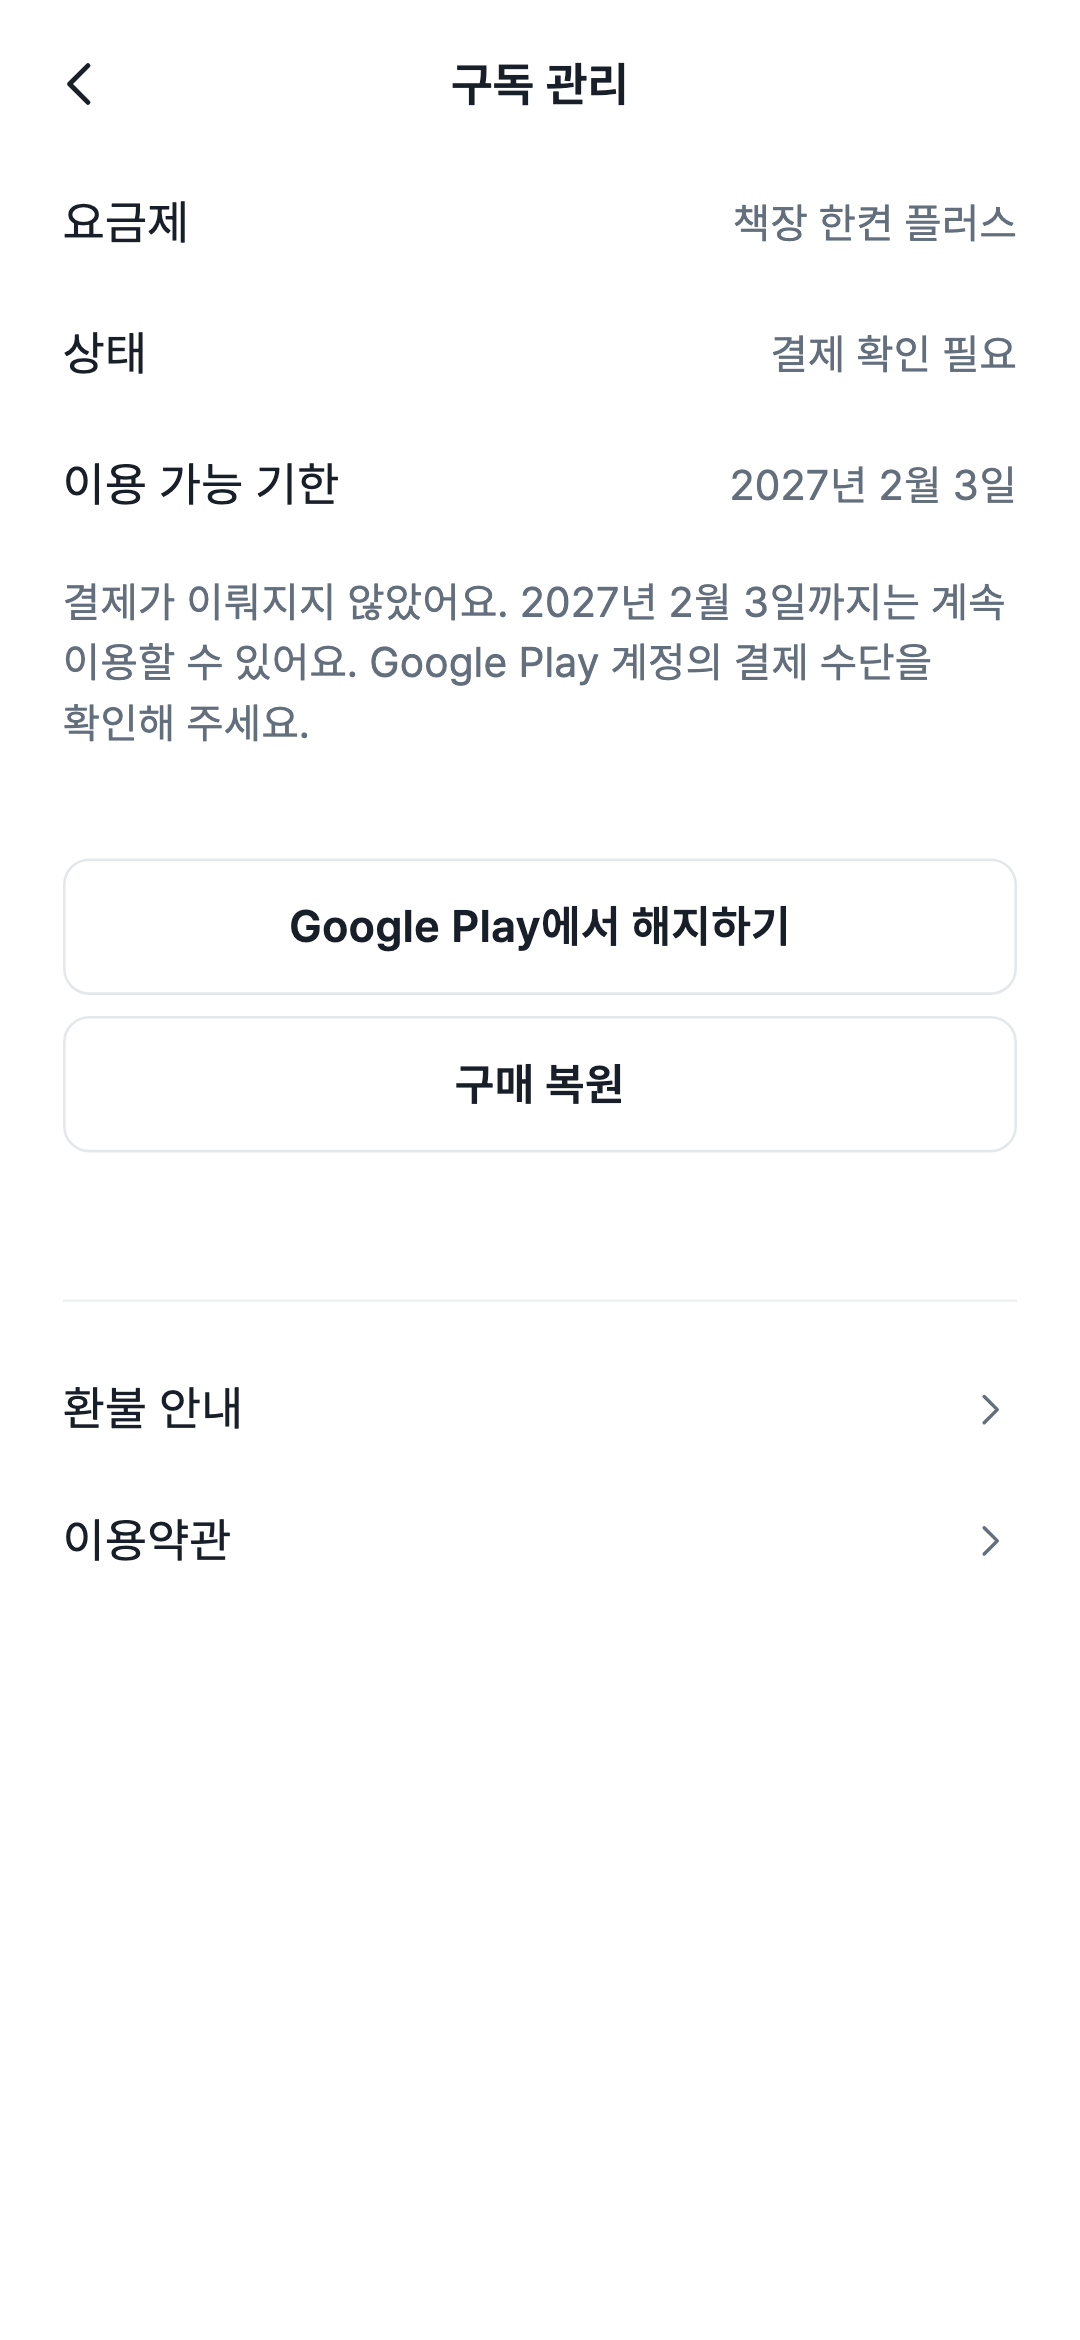 구독 관리
요금제 책장 한켠 플러스
상태 결제 확인 필요
이용 가능 기한 2027년 2월 3일
결제가 이뤄지지 않았어요. 2027년 2월 3일까지는 계속
이용할 수 있어요. Google Play 계정의 결제 수단을
확인해 주세요.
Google Play에서 해지하기
구매 복원
환불 안내
이용약관